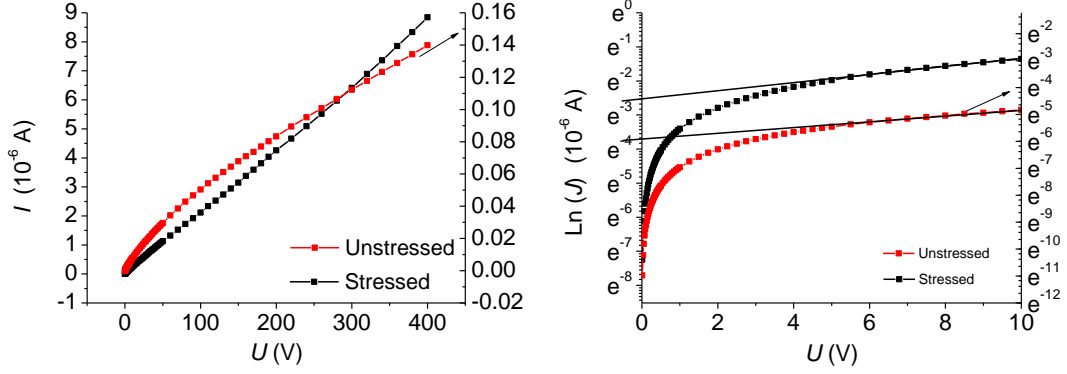 9
8
7
6
5
4
3
2
1
0
-1
I (10⁻⁶ A)
0.16
0.14
0.12
0.10
0.08
0.06
0.04
0.02
0.00
-0.02
0
100
200
300
400
U (V)
Unstressed
Stressed
e⁰
e⁻¹
e⁻²
e⁻³
e⁻⁴
e⁻⁵
e⁻⁶
e⁻⁷
e⁻⁸
Ln (J) (10⁻⁶ A)
e⁻²
e⁻³
e⁻⁴
e⁻⁵
e⁻⁶
e⁻⁷
e⁻⁸
e⁻⁹
e⁻¹⁰
e⁻¹¹
e⁻¹²
0
2
4
6
8
10
U (V)
Unstressed
Stressed